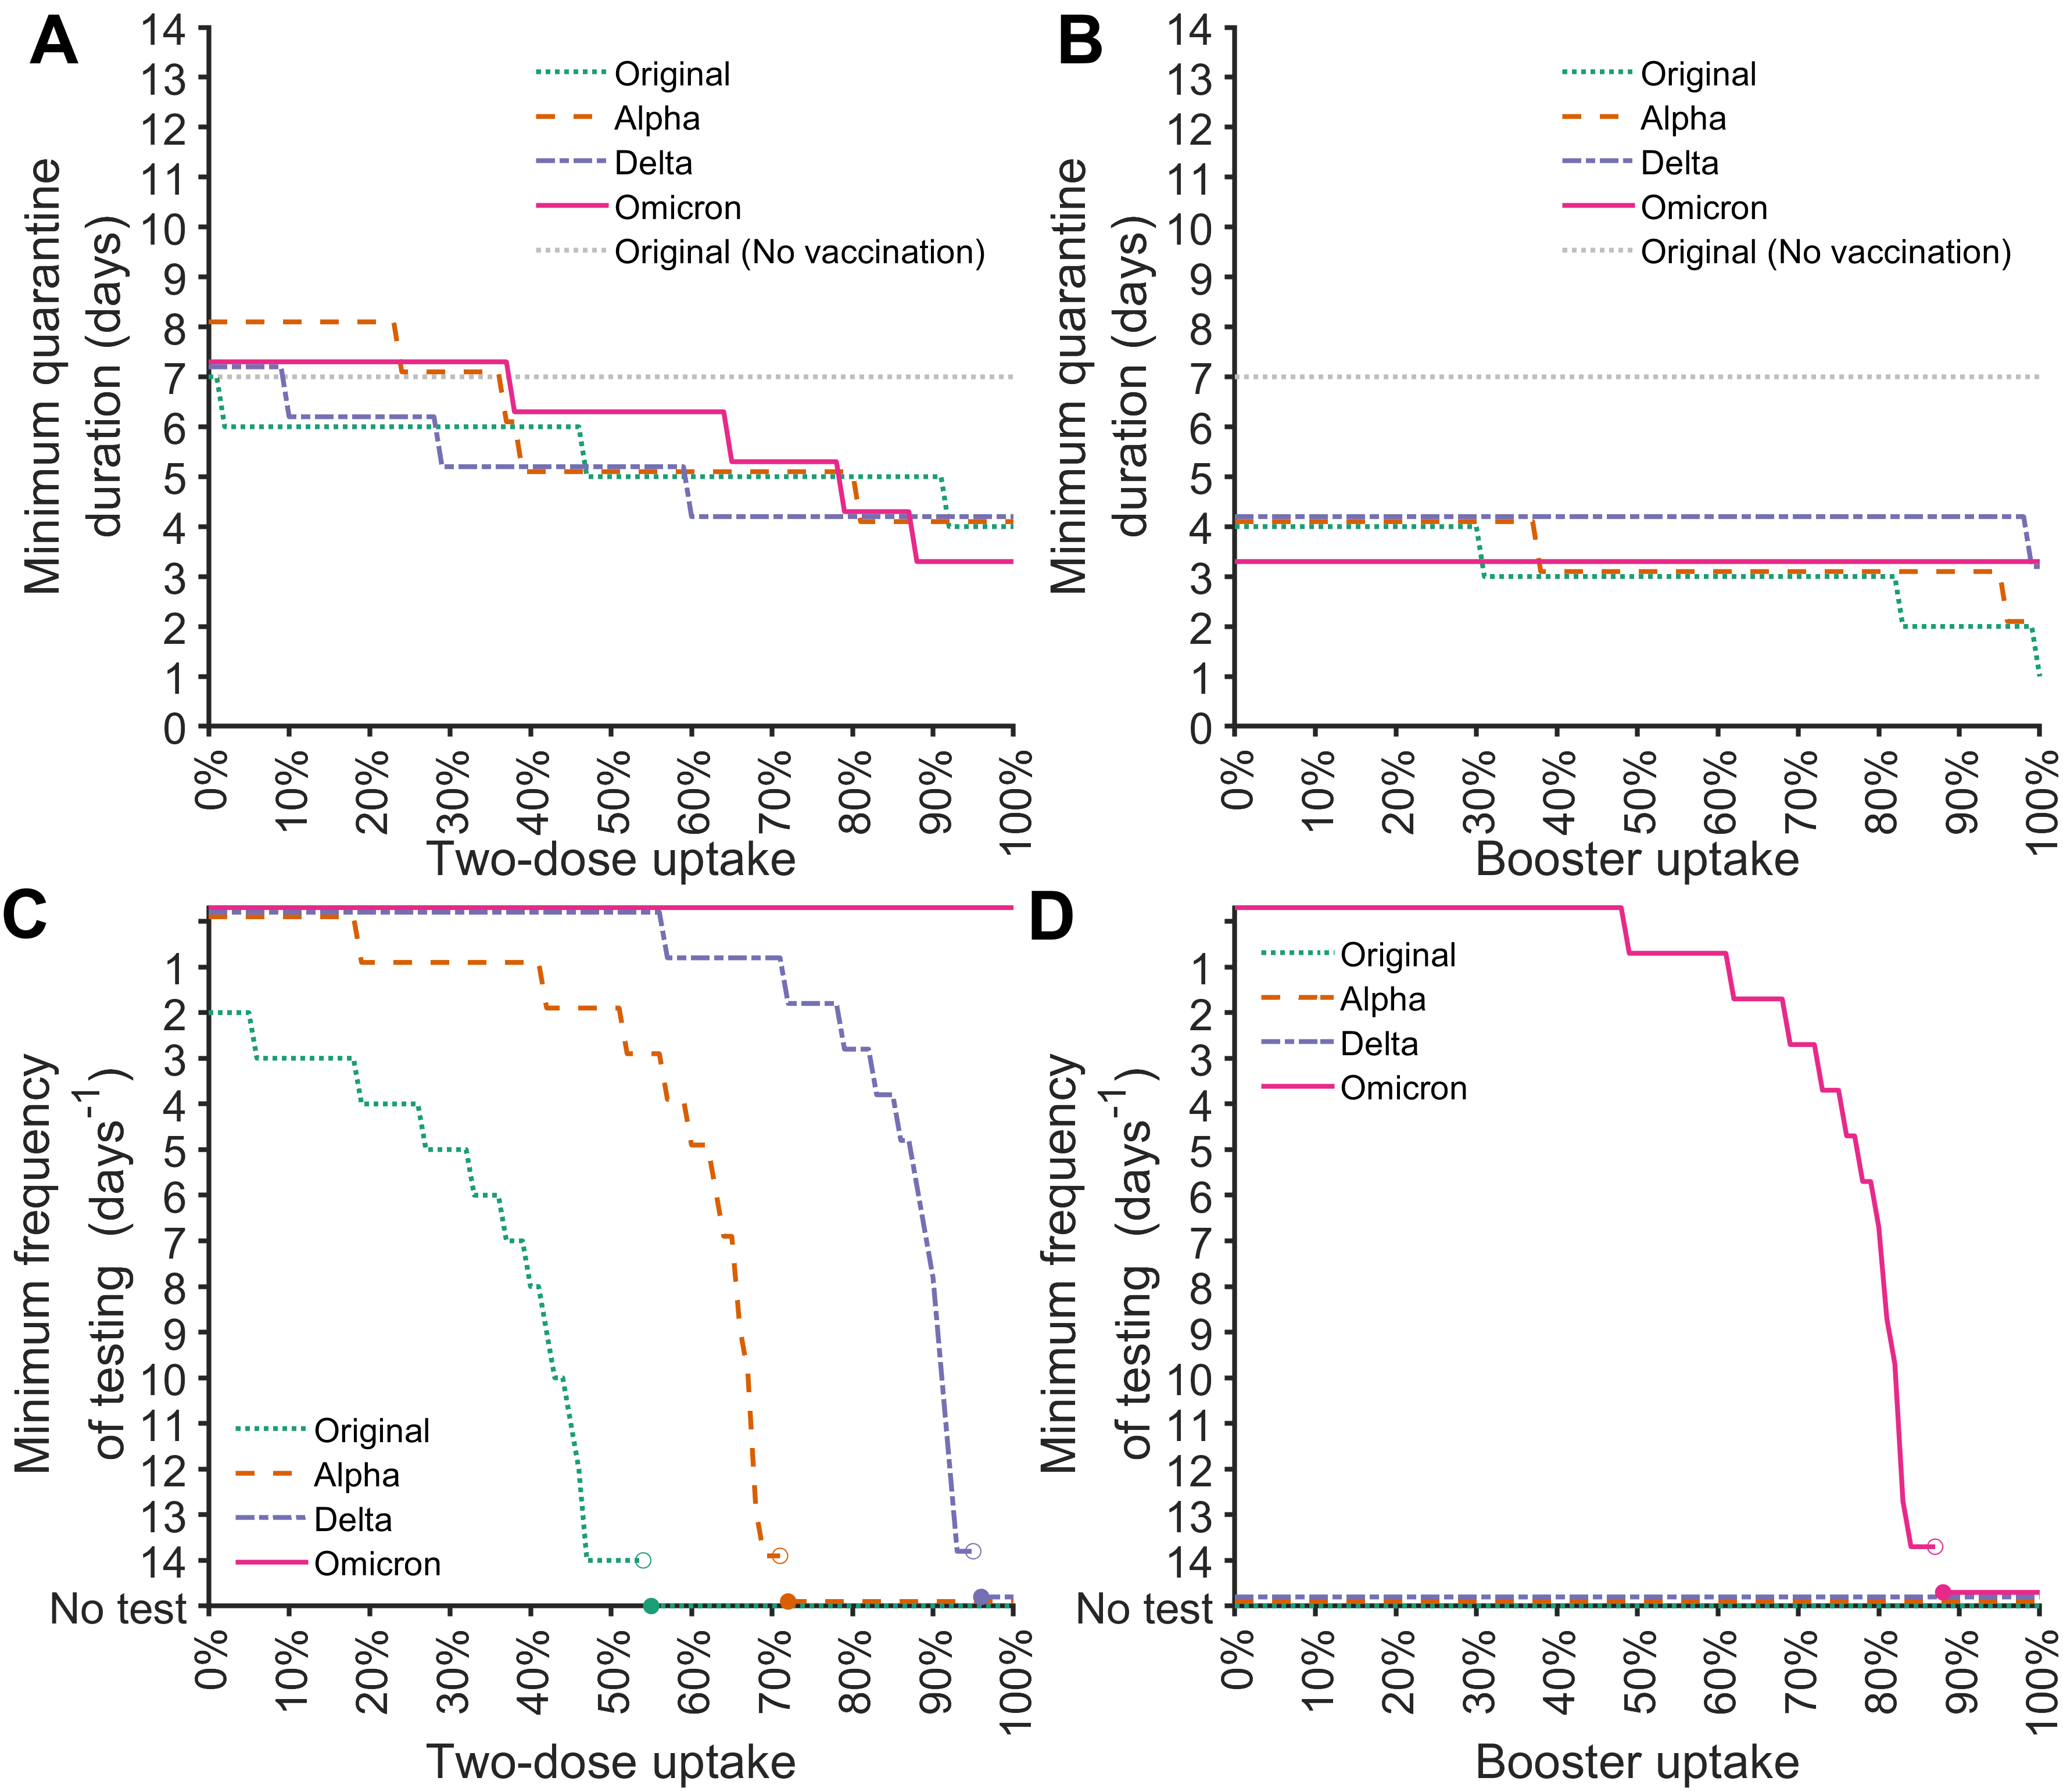 A
14
13
12
11
10
9
8
7
6
5
4
3
2
1
0
Minimum quarantine
duration (days)
Original
Alpha
Delta
Omicron
Original (No vaccination)
0%
10%
20%
30%
40%
50%
60%
70%
80%
90%
100%
Two-dose uptake
B
14
13
12
11
10
9
8
7
6
5
4
3
2
1
0
Minimum quarantine
duration (days)
Original
Alpha
Delta
Omicron
Original (No vaccination)
0%
10%
20%
30%
40%
50%
60%
70%
80%
90%
100%
Booster uptake
C
1
2
3
4
5
6
7
8
9
10
11
12
13
14
No test
Minimum frequency
of testing (days⁻¹)
Original
Alpha
Delta
Omicron
0%
10%
20%
30%
40%
50%
60%
70%
80%
90%
100%
Two-dose uptake
D
1
2
3
4
5
6
7
8
9
10
11
12
13
14
No test
Minimum frequency
of testing (days⁻¹)
Original
Alpha
Delta
Omicron
0%
10%
20%
30%
40%
50%
60%
70%
80%
90%
100%
Booster uptake